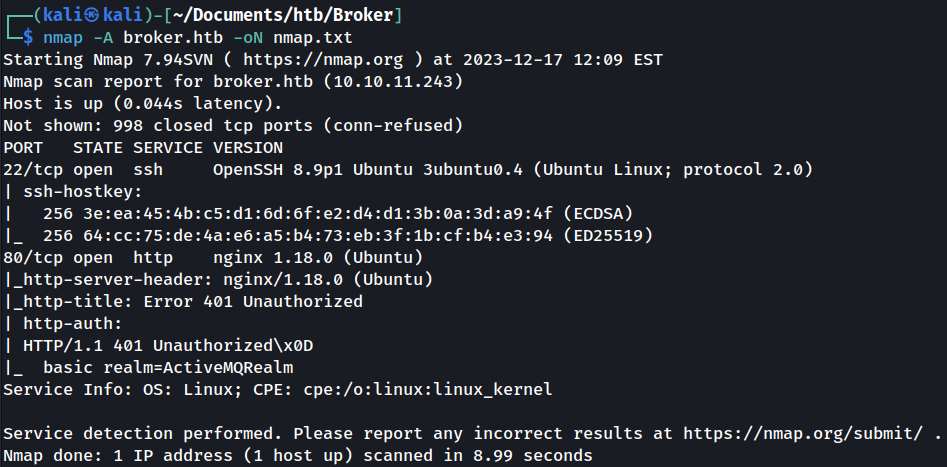 ┌──(kali㉿kali)-[~/Documents/htb/Broker]
└─$ nmap -A broker.htb -oN nmap.txt
Starting Nmap 7.94SVN ( https://nmap.org ) at 2023-12-17 12:09 EST
Nmap scan report for broker.htb (10.10.11.243)
Host is up (0.044s latency).
Not shown: 998 closed tcp ports (conn-refused)
PORT   STATE SERVICE VERSION
22/tcp open  ssh     OpenSSH 8.9p1 Ubuntu 3ubuntu0.4 (Ubuntu Linux; protocol 2.0)
| ssh-hostkey:
|   256 3e:ea:45:4b:c5:d1:6d:6f:e2:d4:d1:3b:0a:3d:a9:4f (ECDSA)
|_  256 64:cc:75:de:4a:e6:a5:b4:73:eb:3f:1b:cf:b4:e3:94 (ED25519)
80/tcp open  http    nginx 1.18.0 (Ubuntu)
|_http-server-header: nginx/1.18.0 (Ubuntu)
|_http-title: Error 401 Unauthorized
| http-auth:
| HTTP/1.1 401 Unauthorized\x0D
|_  basic realm=ActiveMQRealm
Service Info: OS: Linux; CPE: cpe:/o:linux:linux_kernel

Service detection performed. Please report any incorrect results at https://nmap.org/submit/ .
Nmap done: 1 IP address (1 host up) scanned in 8.99 seconds